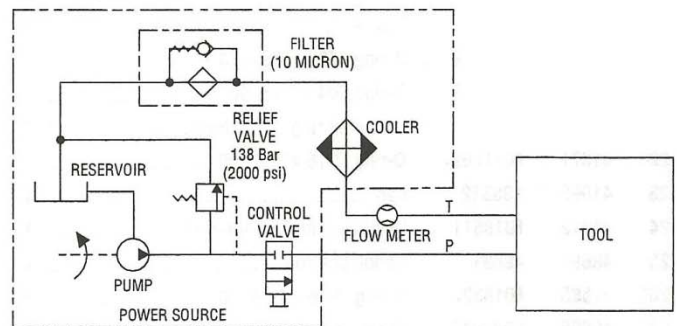 FILTER
(10 MICRON)
RELIEF
VALVE
138 Bar
(2000 psi)
COOLER
RESERVOIR
CONTROL
VALVE
FLOW METER
T
P
TOOL
PUMP
POWER SOURCE